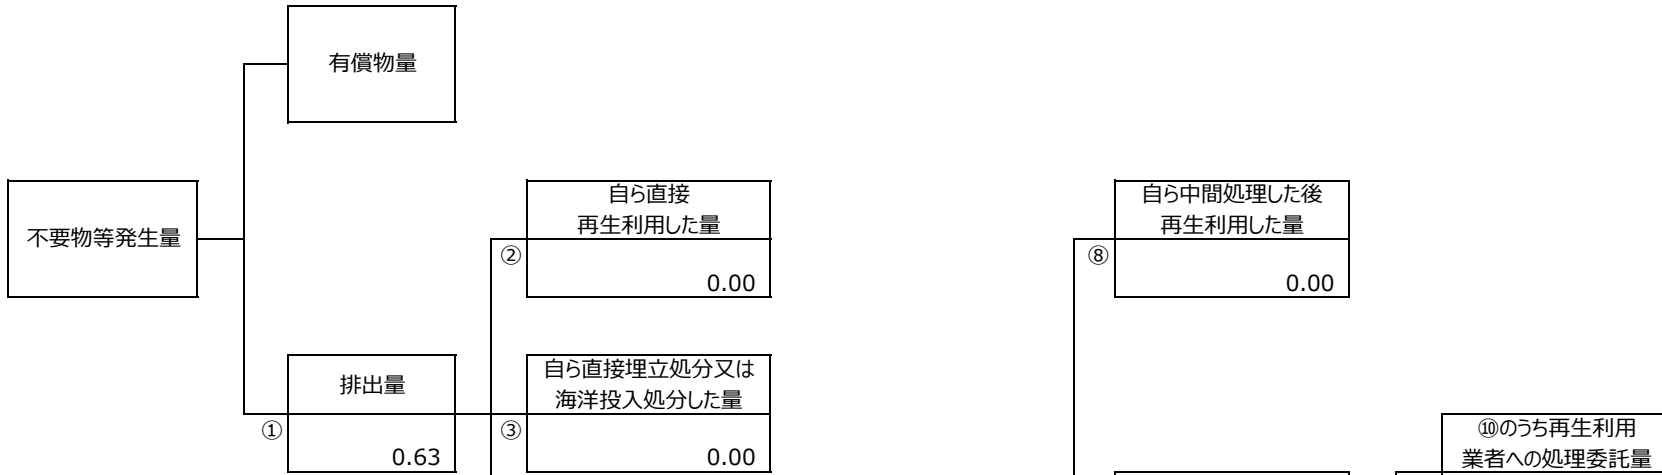 有償物量
不要物等発生量
自ら直接
再生利用した量
②
0.00
自ら中間処理した後
再生利用した量
⑧
0.00
排出量
①
0.63
自ら直接埋立処分又は
海洋投入処分した量
③
0.00
⑩のうち再生利用
業者への処理委託量